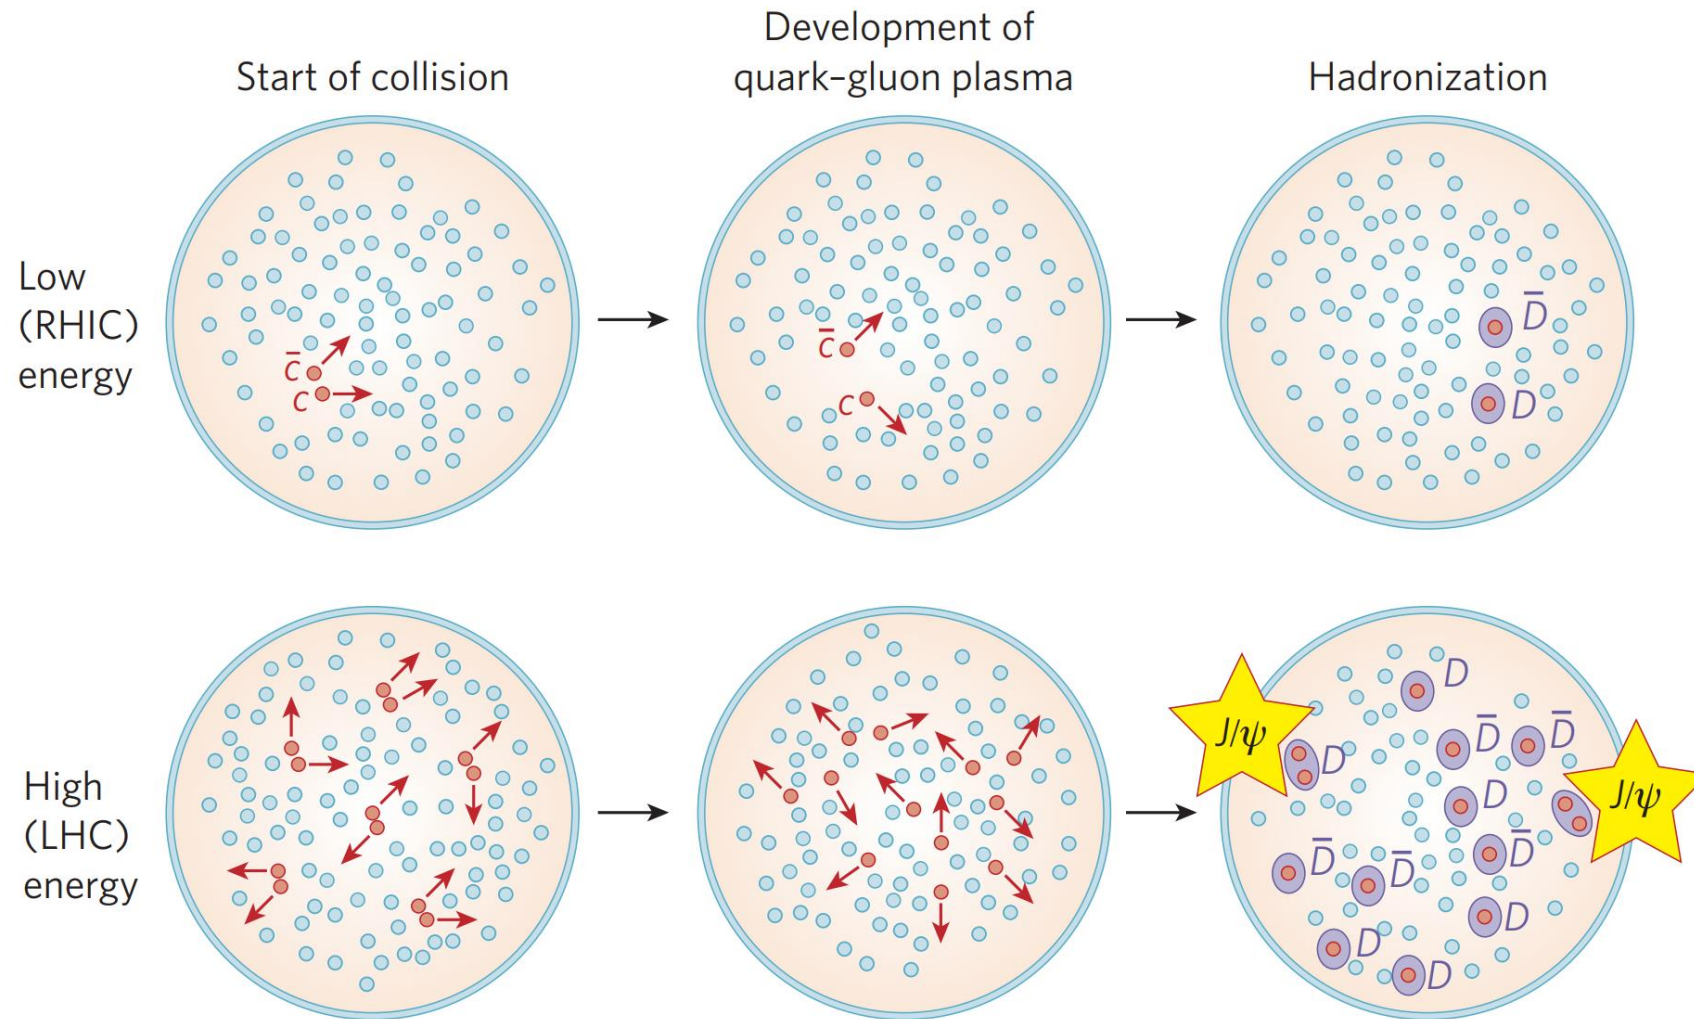 Start of collision
Development of
quark–gluon plasma
Hadronization
Low
(RHIC)
energy
c̅
c
c̅
c
D̅
D
High
(LHC)
energy
J/ψ
D
D
D̅
D̅
D
J/ψ
D̅
D̅
D̅
D
D
D